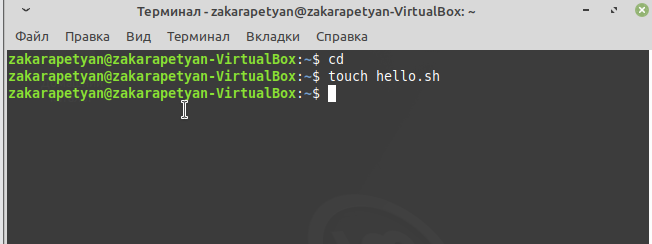 Терминал - zakarapetyan@zakarapetyan-VirtualBox: ~
Файл Правка Вид Терминал Вкладки Справка
zakarapetyan@zakarapetyan-VirtualBox:~$ cd
zakarapetyan@zakarapetyan-VirtualBox:~$ touch hello.sh
zakarapetyan@zakarapetyan-VirtualBox:~$